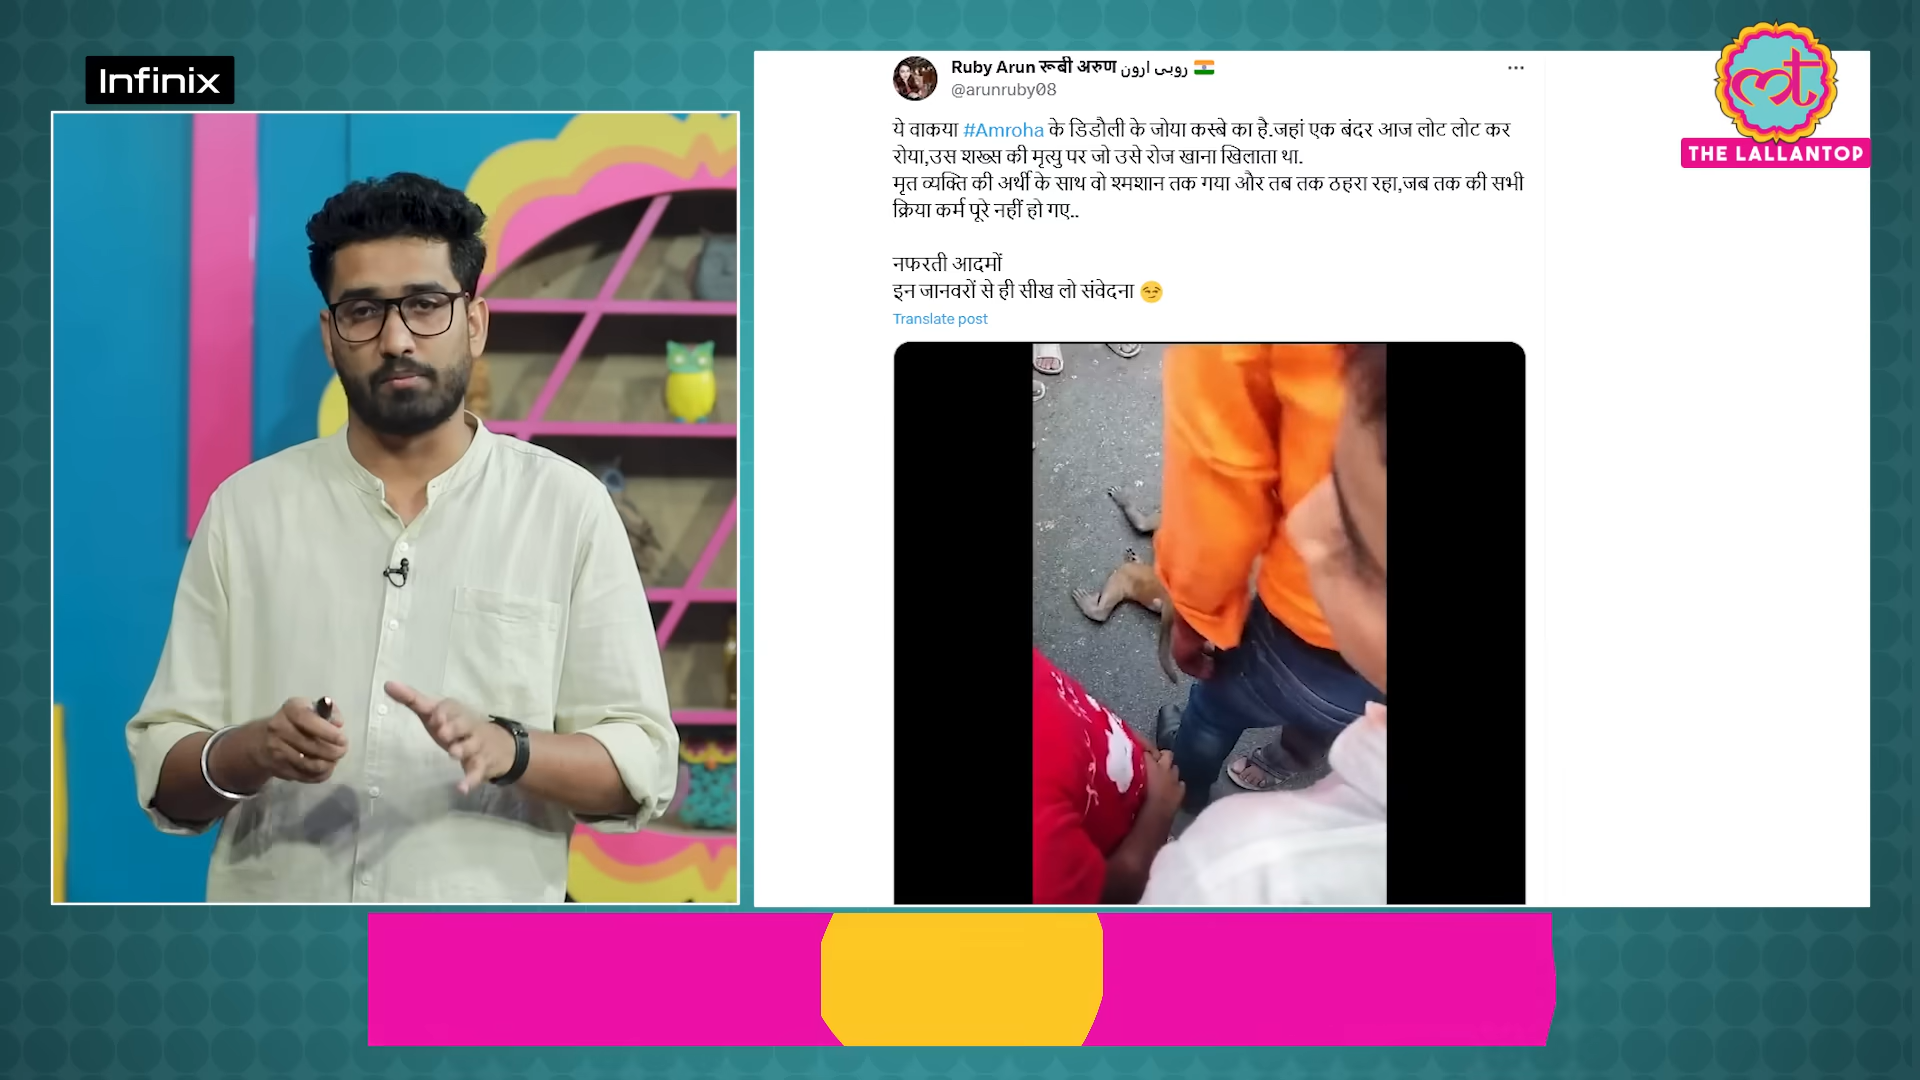 Infinix
Ruby Arun रूबी अरुण روبی ارون
@arunruby08
ये वाकया #Amroha के डिडौली के जोया कस्बे का है.जहां एक बंदर आज लोट लोट कर
रोया,उस शख्स की मृत्यु पर जो उसे रोज खाना खिलाता था.
मृत व्यक्ति की अर्थी के साथ वो श्मशान तक गया और तब तक ठहरा रहा,जब तक की सभी
क्रिया कर्म पूरे नहीं हो गए..
नफरती आदमों
इन जानवरों से ही सीख लो संवेदना 😏
Translate post
THE LALLANTOP